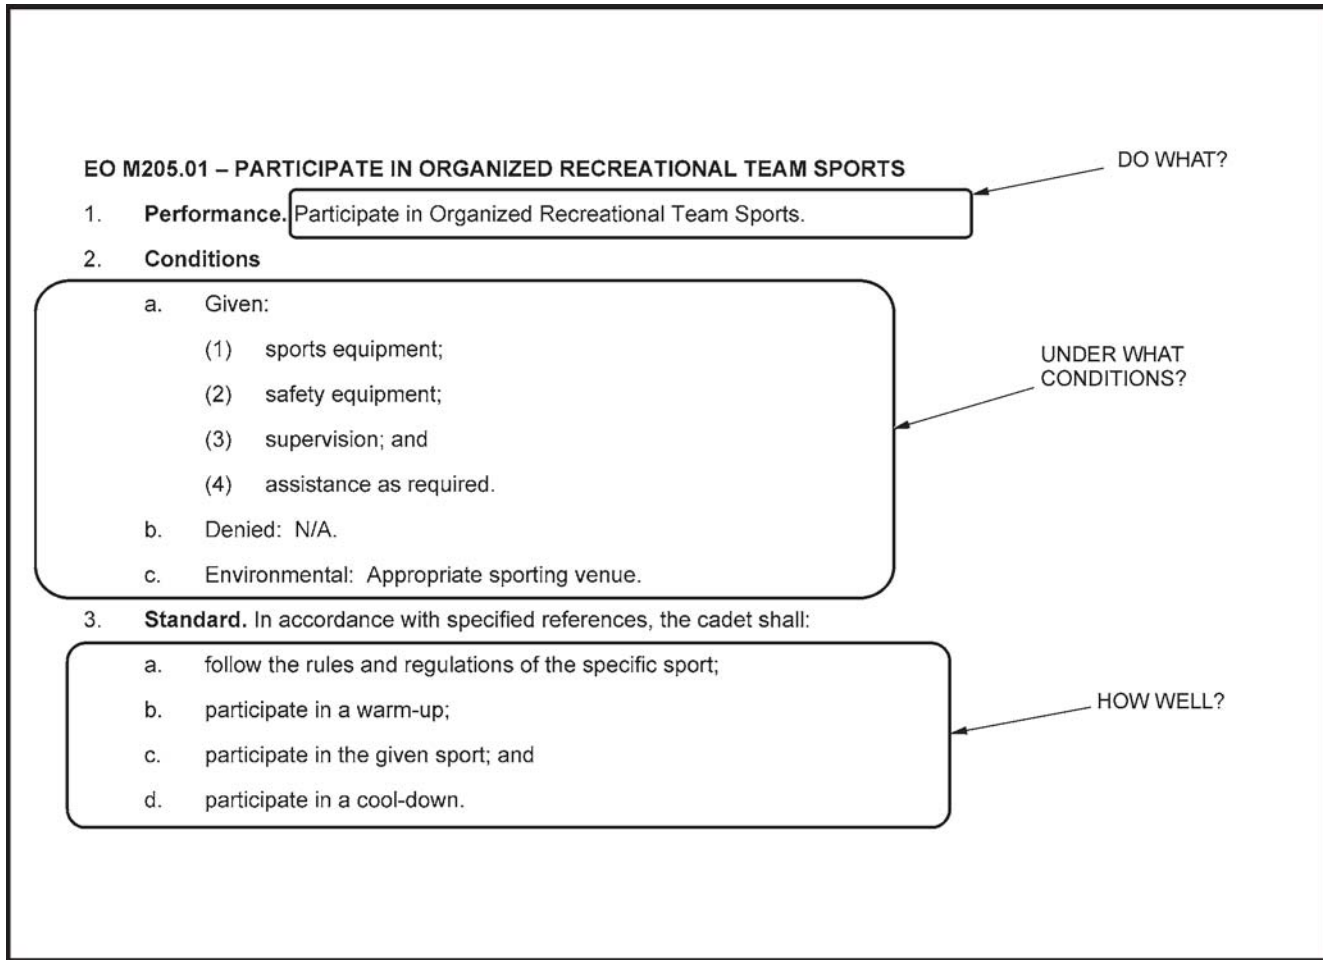 EO M205.01 – PARTICIPATE IN ORGANIZED RECREATIONAL TEAM SPORTS
DO WHAT?
1. Performance. Participate in Organized Recreational Team Sports.
2. Conditions
a. Given:
(1) sports equipment;
UNDER WHAT
CONDITIONS?
(2) safety equipment;
(3) supervision; and
(4) assistance as required.
b. Denied: N/A.
c. Environmental: Appropriate sporting venue.
3. Standard. In accordance with specified references, the cadet shall:
a. follow the rules and regulations of the specific sport;
HOW WELL?
b. participate in a warm-up;
c. participate in the given sport; and
d. participate in a cool-down.